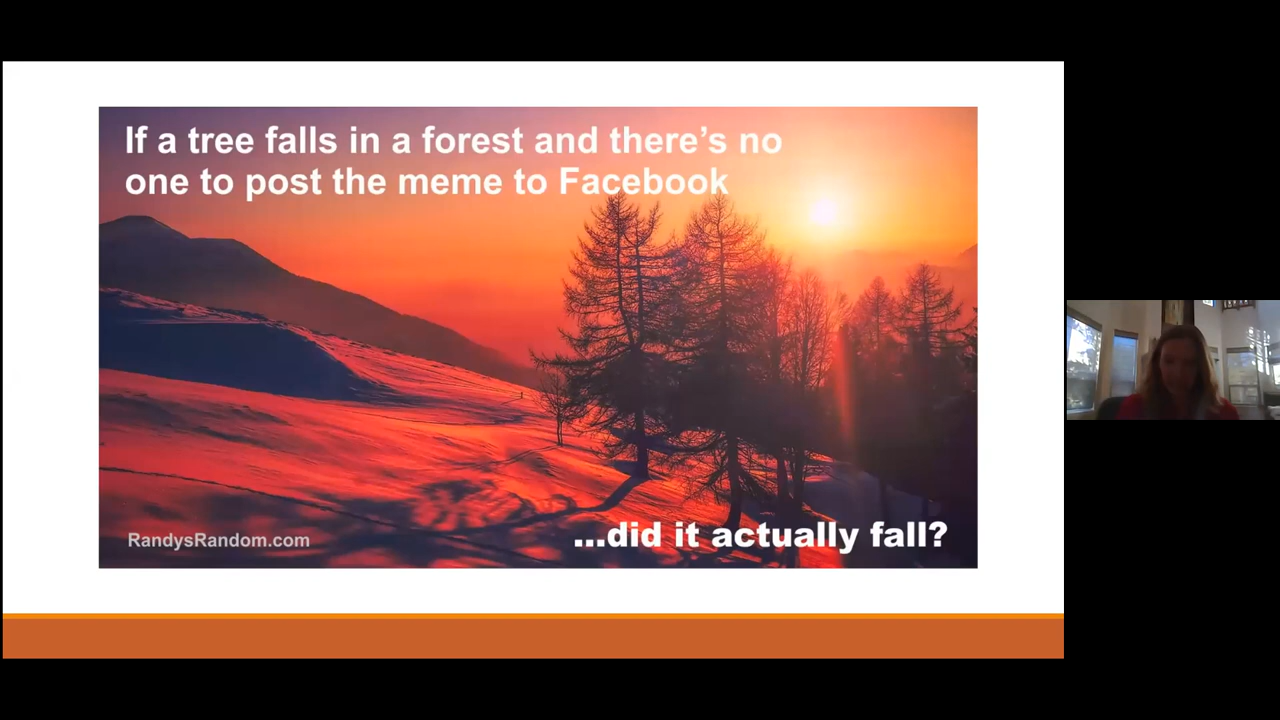 If a tree falls in a forest and there’s no
one to post the meme to Facebook
...did it actually fall?
RandysRandom.com